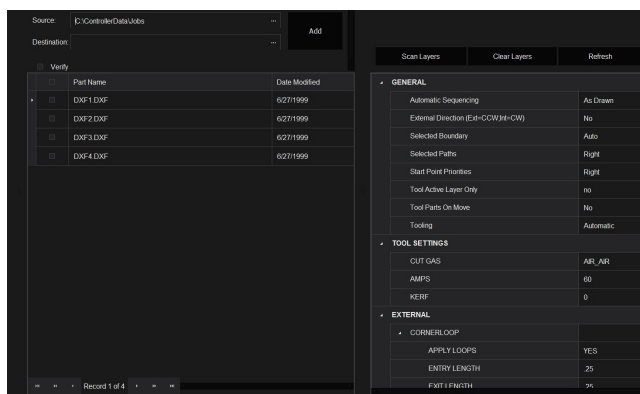 Source: C:\ControllerData\Jobs ...
Add
Destination: ...
Verify
Scan Layers Clear Layers Refresh
Part Name Date Modified
DXF1.DXF 6/27/1999
DXF2.DXF 6/27/1999
DXF3.DXF 6/27/1999
DXF4.DXF 6/27/1999
Record 1 of 4
GENERAL
Automatic Sequencing As Drawn
External Direction (Ext=CCW,Int=CW) No
Selected Boundary Auto
Selected Paths Right
Start Point Priorities Right
Tool Active Layer Only no
Tool Parts On Move No
Tooling Automatic
TOOL SETTINGS
CUT GAS AIR_AIR
AMPS 60
KERF 0
EXTERNAL
CORNERLOOP
APPLY LOOPS YES
ENTRY LENGTH .25
EXIT LENGTH .25